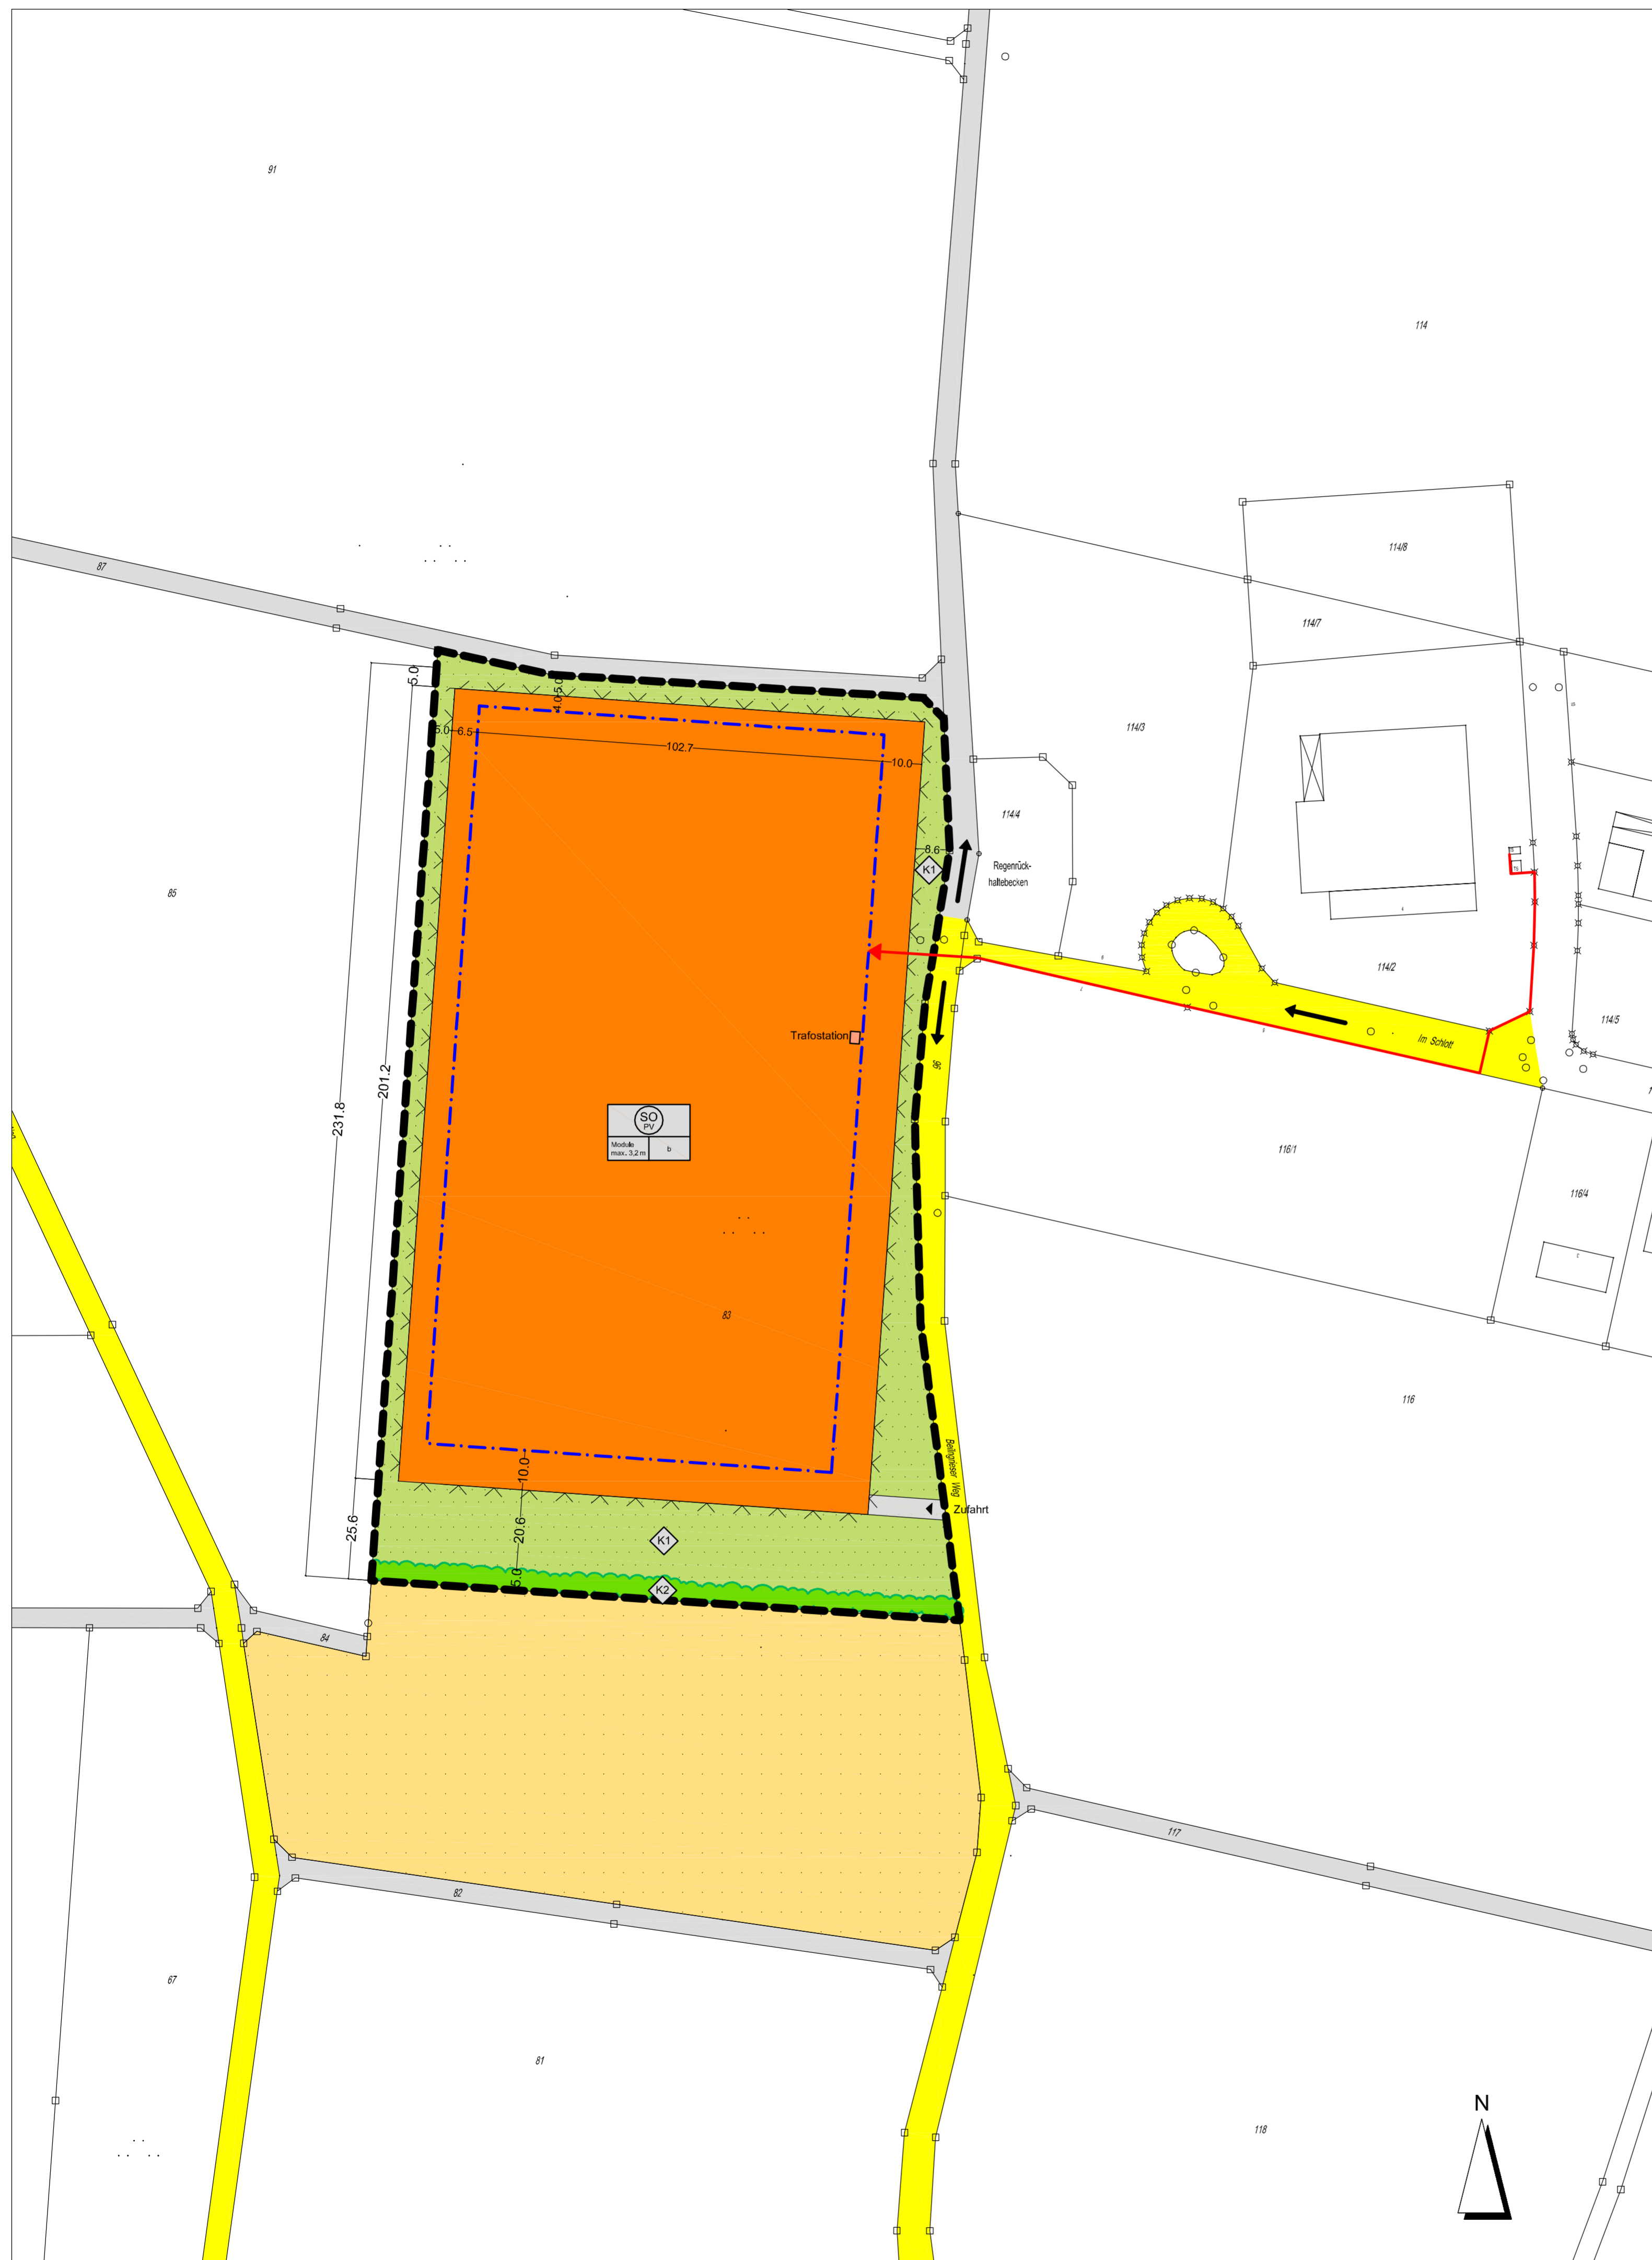 91
114
114/8
87
114/7
5.0
4.0
5.0
5.0
6.5
102.7
10.0
114/3
114/4
8.6
K1
Regenrück-
haltebecken
85
114/2
114/5
Im Schlott
Trafostation
96
201.2
231.8
SO
PV
Module
max. 3,2 m
b
116/1
116/4
83
116
Beilngrieser Weg
10.0
Zufahrt
25.6
20.6
K1
5.0
K2
84
117
82
67
81
118
N